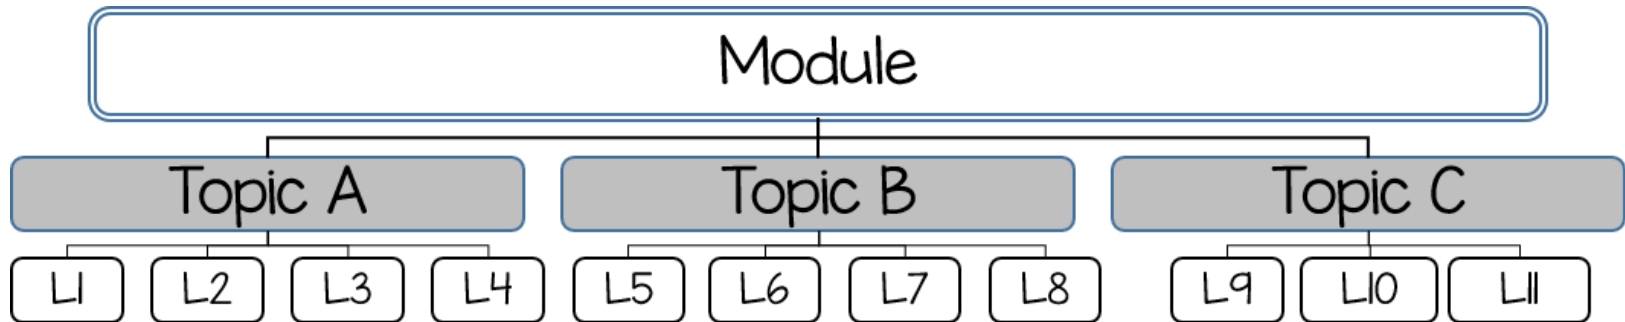 Module
Topic A Topic B Topic C
L1 L2 L3 L4 L5 L6 L7 L8 L9 L10 L11